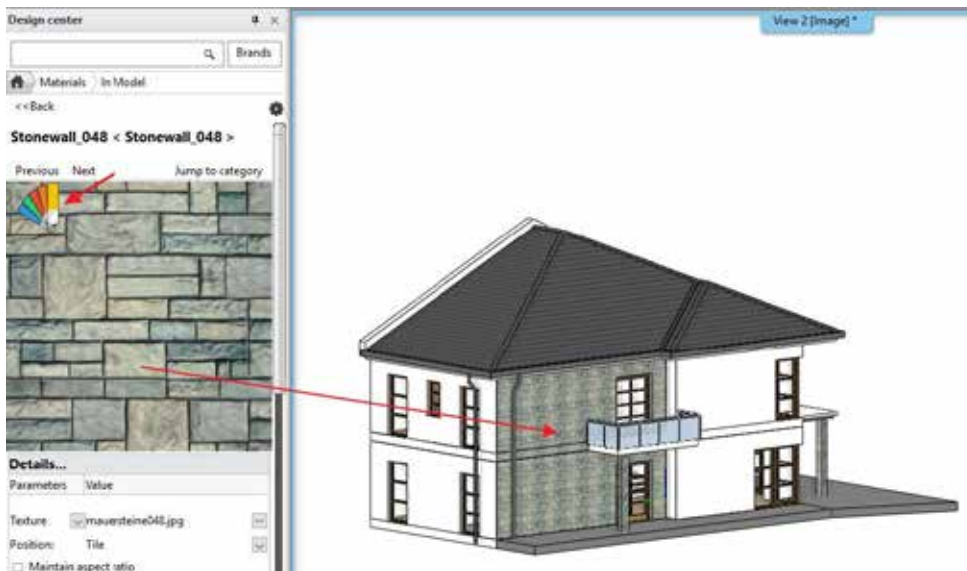 Design center
View 2 [Image] *
Brands
Materials In Model
<<Back
Stonewall_048 < Stonewall_048 >
Previous Next Jump to category
Details...
Parameters Value
Texture mauersteine048.jpg
Position: Tile
Maintain aspect ratio